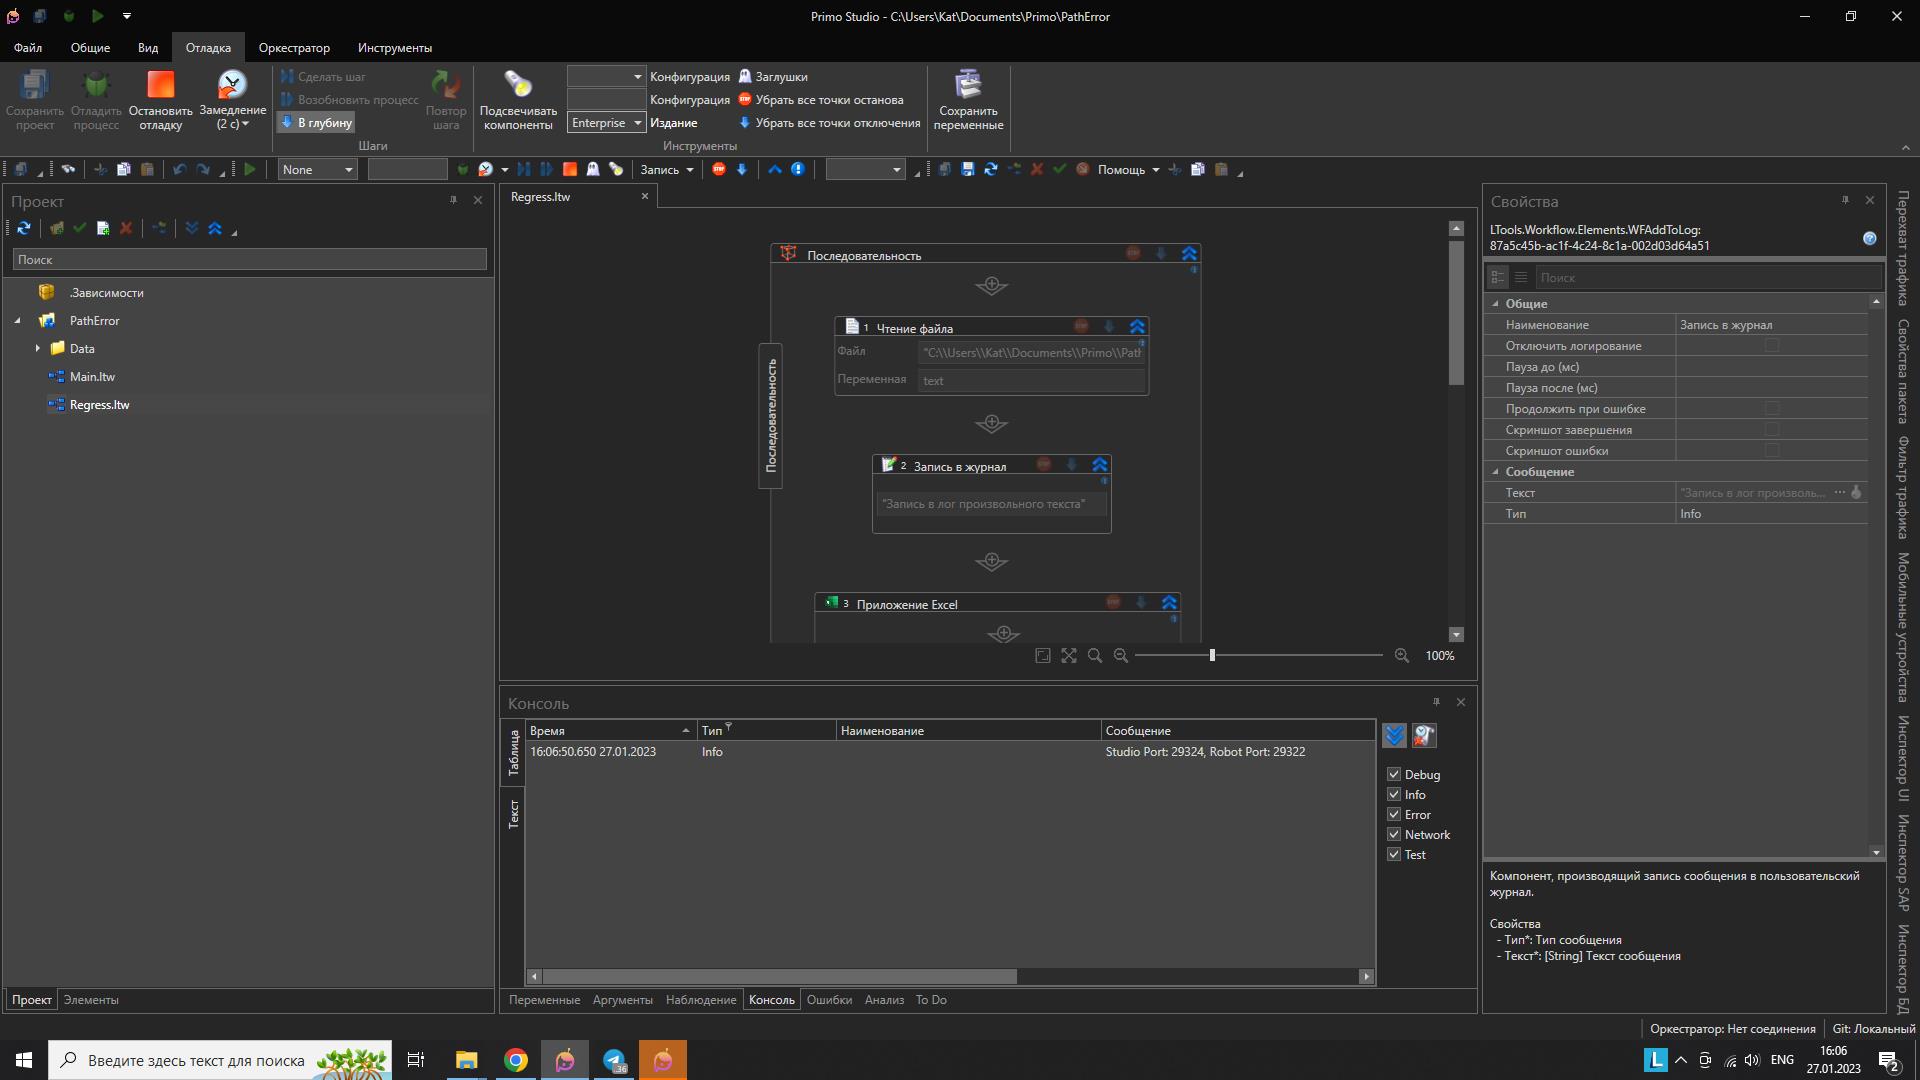 Primo Studio - C:\Users\Kat\Documents\Primo\PathError
Файл Общие Вид Отладка Оркестратор Инструменты
Сохранить проект
Отладить процесс
Остановить отладку
Замедление (2 с)
Сделать шаг
Возобновить процесс
В глубину
Повтор шага
Шаги
Подсвечивать компоненты
Конфигурация
Конфигурация
Enterprise Издание
Заглушки
Убрать все точки останова
Убрать все точки отключения
Инструменты
Сохранить переменные
None
Запись
Помощь
Проект
Поиск
.Зависимости
PathError
Data
Main.ltw
Regress.ltw
Проект Элементы
Regress.ltw
Последовательность
Последовательность
1 Чтение файла
Файл "C:\\Users\\Kat\\Documents\\Primo\\Path
Переменная text
2 Запись в журнал
"Запись в лог произвольного текста"
3 Приложение Excel
100%
Консоль
Таблица
Текст
Время Тип Наименование Сообщение
16:06:50.650 27.01.2023 Info Studio Port: 29324, Robot Port: 29322
Debug
Info
Error
Network
Test
Переменные Аргументы Наблюдение Консоль Ошибки Анализ To Do
Свойства
LTools.Workflow.Elements.WFAddToLog:
87a5c45b-ac1f-4c24-8c1a-002d03d64a51
Поиск
Общие
Наименование Запись в журнал
Отключить логирование
Пауза до (мс)
Пауза после (мс)
Продолжить при ошибке
Скриншот завершения
Скриншот ошибки
Сообщение
Текст "Запись в лог произволь... ...
Тип Info
Компонент, производящий запись сообщения в пользовательский
журнал.
Свойства
- Тип*: Тип сообщения
- Текст*: [String] Текст сообщения
Перехват трафика
Свойства пакета
Фильтр трафика
Мобильные устройства
Инспектор UI
Инспектор SAP
Инспектор БД
Оркестратор: Нет соединения Git: Локальный
Введите здесь текст для поиска
36
L
ENG
16:06
27.01.2023
2